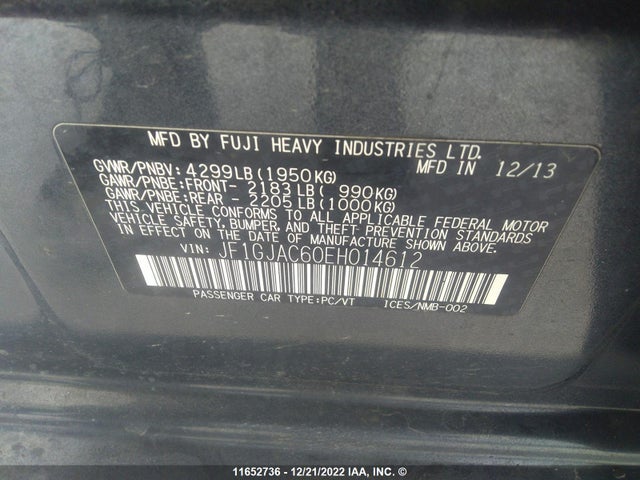 MFD BY FUJI HEAVY INDUSTRIES LTD.
MFD IN 12/13
GVWR/PNBV: 4299LB(1950KG)
GAWR/PNBE:FRONT- 2183LB( 990KG)
GAWR/PNBE:REAR - 2205LB(1000KG)
THIS VEHICLE CONFORMS TO ALL APPLICABLE FEDERAL MOTOR
VEHICLE SAFETY, BUMPER, AND THEFT PREVENTION STANDARDS
IN EFFECT ON THE DATE OF MANUFACTURE SHOWN ABOVE.
VIN: JF1GJAC60EH014612
PASSENGER CAR TYPE:PC/VT ICES/NMB-002
11652736 - 12/21/2022 IAA, INC. ©